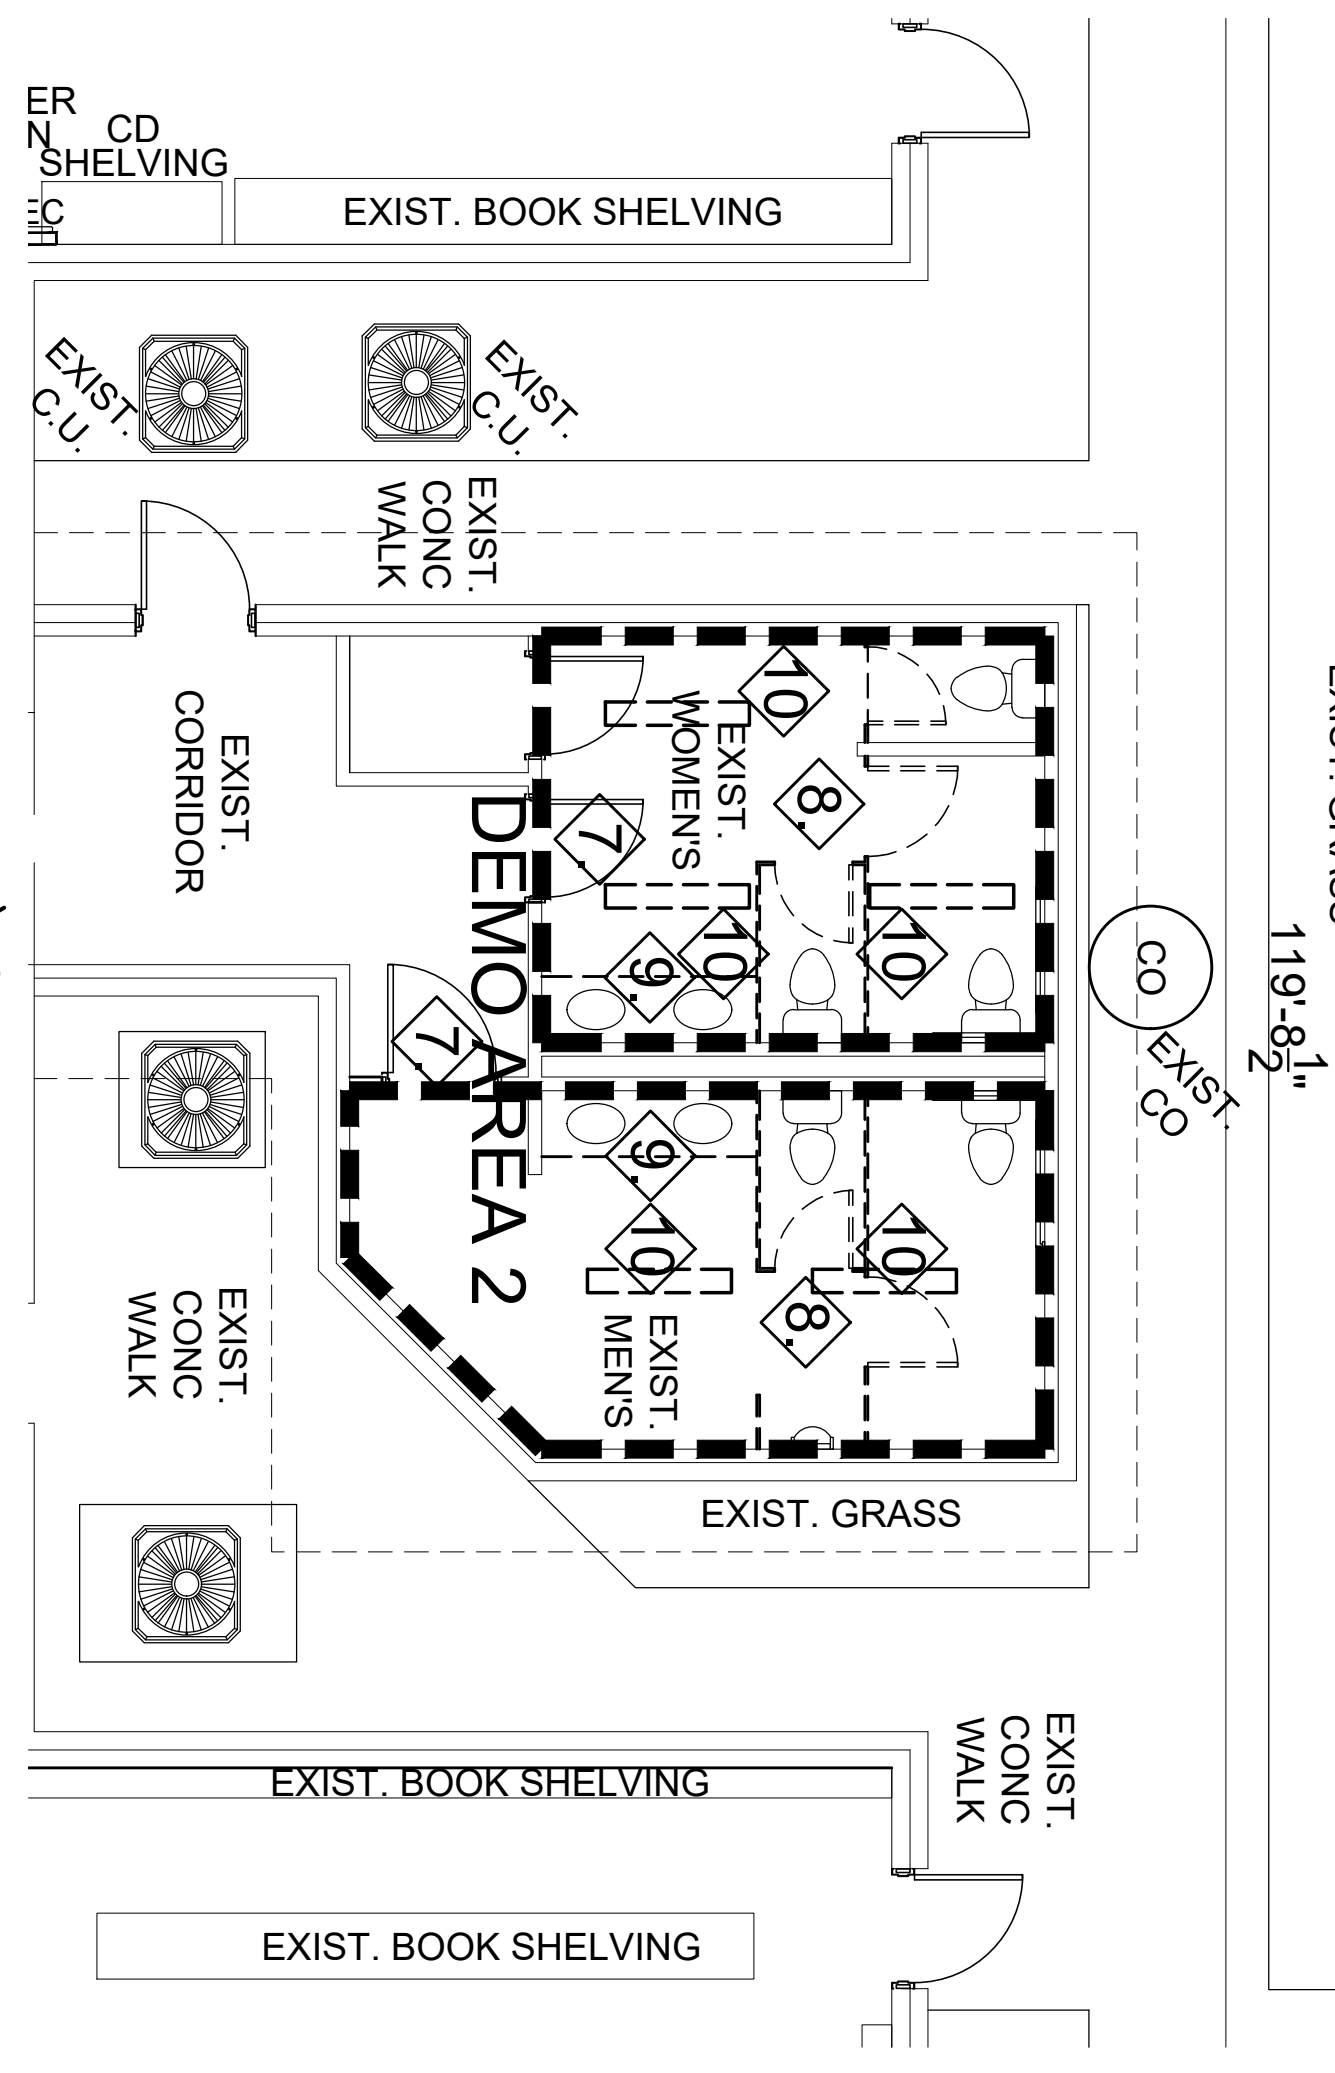 ER
N
CD
SHELVING
EC
EXIST. BOOK SHELVING
EXIST.
C.U.
EXIST.
C.U.
EXIST.
CONC
WALK
10
EXIST.
WOMEN'S
EXIST.
CORRIDOR
8.
7.
DEMO AREA 2
9.
10
10
CO
EXIST.
CO
119'-8 1/2"
7.
9.
10
10
8.
EXIST.
MEN'S
EXIST.
CONC
WALK
EXIST. GRASS
EXIST.
CONC
WALK
EXIST. BOOK SHELVING
EXIST. BOOK SHELVING